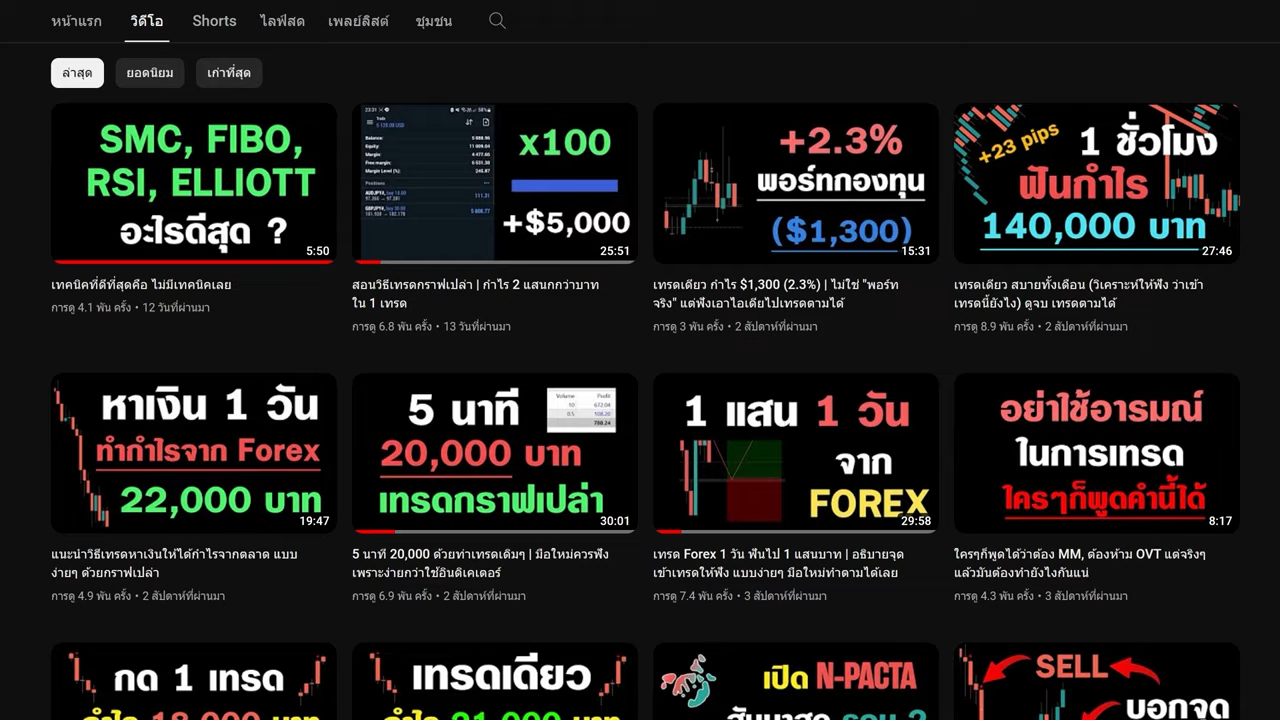 หน้าแรก วิดีโอ Shorts ไลฟ์สด เพลย์ลิสต์ ชุมชน
ล่าสุด ยอดนิยม เก่าที่สุด
SMC, FIBO,
RSI, ELLIOTT
อะไรดีสุด ?
5:50
x100
+$5,000
25:51
+2.3%
พอร์ทกองทุน
($1,300)
15:31
+23 pips
1 ชั่วโมง
ฟันกำไร
140,000 บาท
27:46
เทคนิคที่ดีที่สุดคือ ไม่มีเทคนิคเลย
การดู 4.1 พัน ครั้ง • 12 วันที่ผ่านมา
สอนวิธีเทรดกราฟเปล่า | กำไร 2 แสนกกว่าบาท
ใน 1 เทรด
การดู 6.8 พัน ครั้ง • 13 วันที่ผ่านมา
เทรดเดียว กำไร $1,300 (2.3%) | ไม่ใช่ "พอร์ท
จริง" แต่ฟังเอาไอเดียไปเทรดตามได้
การดู 3 พัน ครั้ง • 2 สัปดาห์ที่ผ่านมา
เทรดเดียว สบายทั้งเดือน (วิเคราะห์ให้ฟัง ว่าเข้า
เทรดนี้ยังไง) ดูจบ เทรดตามได้
การดู 8.9 พัน ครั้ง • 2 สัปดาห์ที่ผ่านมา
หาเงิน 1 วัน
ทำกำไรจาก Forex
22,000 บาท
19:47
5 นาที
Volume Profit
10 672.04
0.5 108.20
788.24
20,000 บาท
เทรดกราฟเปล่า
30:01
1 แสน 1 วัน
จาก
FOREX
29:58
อย่าใช้อารมณ์
ในการเทรด
ใครๆก็พูดคำนี้ได้
8:17
แนะนำวิธีเทรดหาเงินให้ได้กำไรจากตลาด แบบ
ง่ายๆ ด้วยกราฟเปล่า
การดู 4.9 พัน ครั้ง • 2 สัปดาห์ที่ผ่านมา
5 นาที 20,000 ด้วยท่าเทรดเดิมๆ | มือใหม่ควรฟัง
เพราะง่ายกว่าใช้อินดิเคเตอร์
การดู 6.9 พัน ครั้ง • 2 สัปดาห์ที่ผ่านมา
เทรด Forex 1 วัน ฟันไป 1 แสนบาท | อธิบายจุด
เข้าเทรดให้ฟัง แบบง่ายๆ มือใหม่ทำตามได้เลย
การดู 7.4 พัน ครั้ง • 3 สัปดาห์ที่ผ่านมา
ใครๆก็พูดได้ว่าต้อง MM, ต้องห้าม OVT แต่จริงๆ
แล้วมันต้องทำยังไงกันแน่
การดู 4.3 พัน ครั้ง • 3 สัปดาห์ที่ผ่านมา
กด 1 เทรด
กำไร 18,000 บาท
เทรดเดียว
กำไร 21,000 บาท
เปิด N-PACTA
สัมมาสด รอบ 2
SELL
บอกจุด